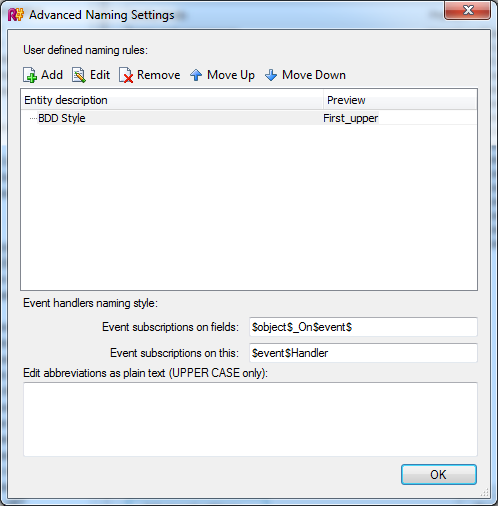 R# Advanced Naming Settings
User defined naming rules:
Add Edit Remove Move Up Move Down
Entity description Preview
BDD Style First_upper
Event handlers naming style:
Event subscriptions on fields: $object$_On$event$
Event subscriptions on this: $event$Handler
Edit abbreviations as plain text (UPPER CASE only):
OK